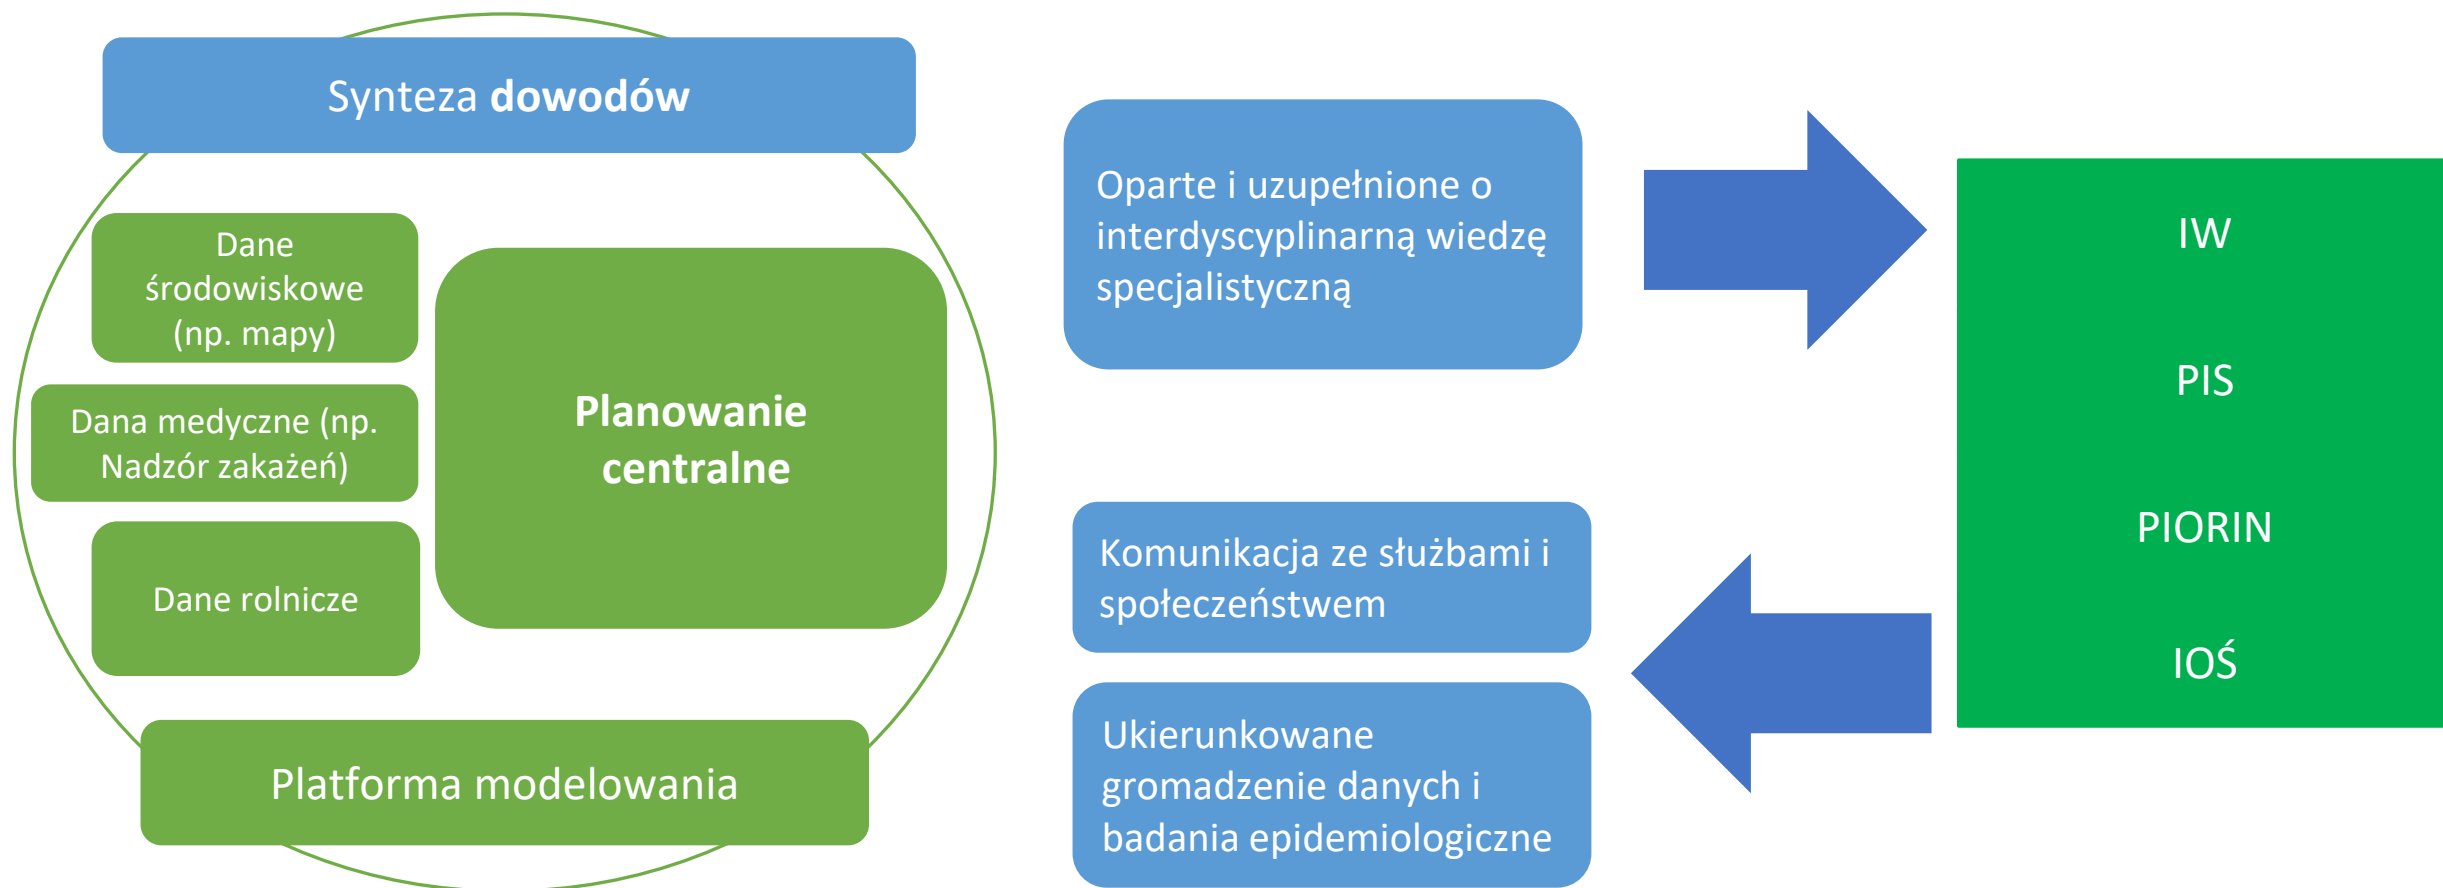 Synteza dowodów
Dane
środowiskowe
(np. mapy)
Dana medyczne (np.
Nadzór zakażeń)
Dane rolnicze
Planowanie
centralne
Platforma modelowania
Oparte i uzupełnione o
interdyscyplinarną wiedzę
specjalistyczną
Komunikacja ze służbami i
społeczeństwem
Ukierunkowane
gromadzenie danych i
badania epidemiologiczne
IW
PIS
PIORIN
IOŚ